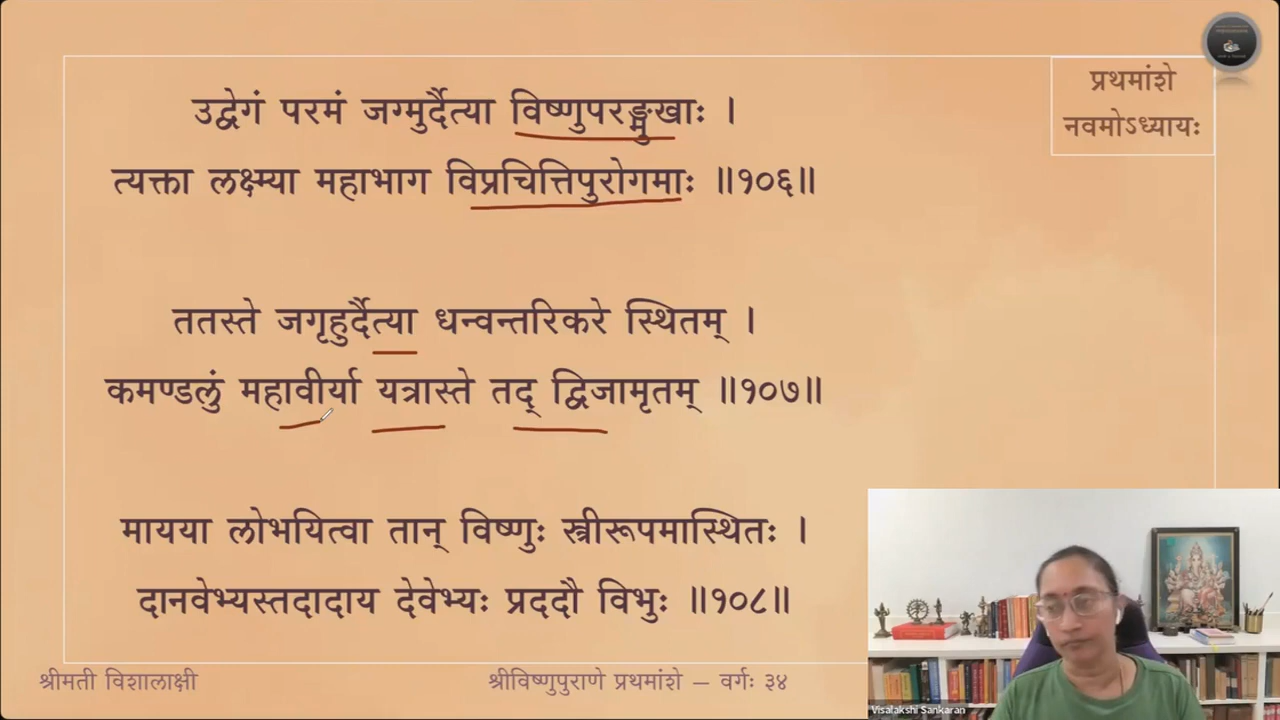 प्रथमांशे
नवमोऽध्यायः
उद्वेगं परमं जग्मुर्दैत्या विष्णुपरङ्मुखाः ।
त्यक्ता लक्ष्म्या महाभाग विप्रचित्तिपुरोगमाः ॥१०६॥
ततस्ते जगृहुर्दैत्या धन्वन्तरिकरे स्थितम् ।
कमण्डलुं महावीर्या यत्रास्ते तद् द्विजामृतम् ॥१०७॥
मायया लोभयित्वा तान् विष्णुः स्त्रीरूपमास्थितः ।
दानवेभ्यस्तदादाय देवेभ्यः प्रददौ विभुः ॥१०८॥
श्रीमती विशालाक्षी
श्रीविष्णुपुराणे प्रथमांशे – वर्गः ३४
Visalakshi Sankaran